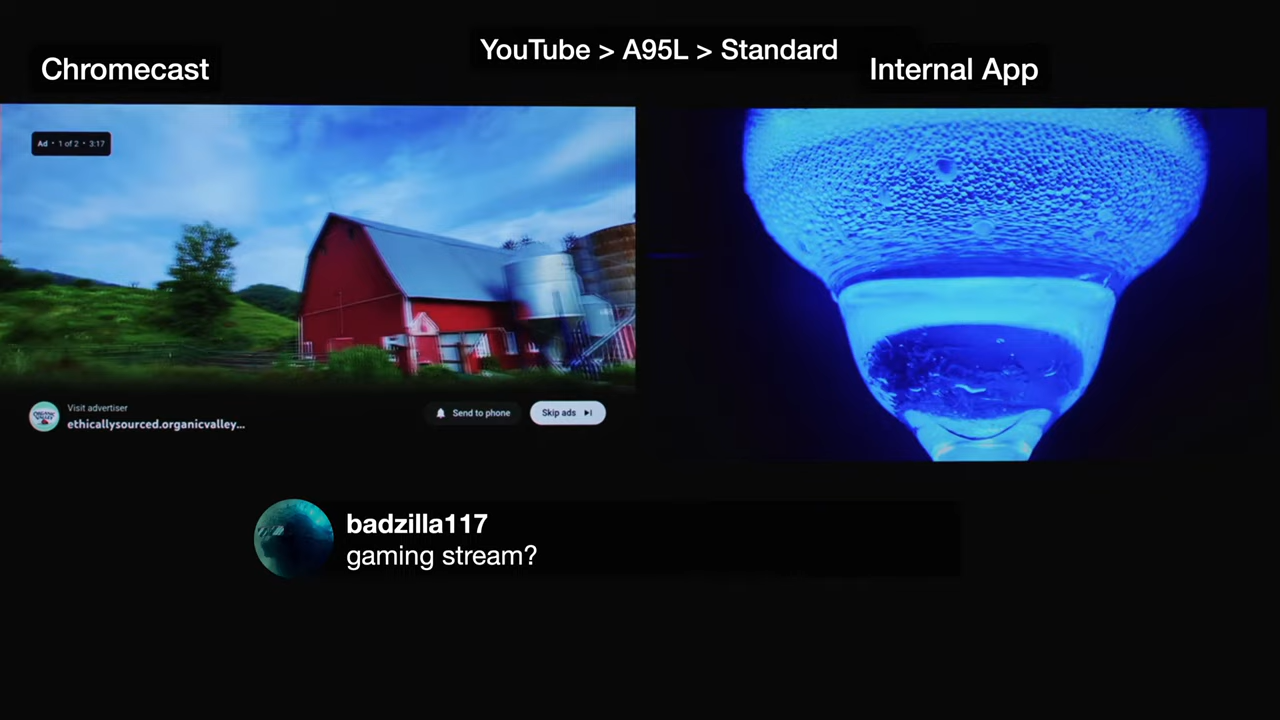 YouTube > A95L > Standard
Chromecast
Internal App
Ad • 1 of 2 • 3:17
Visit advertiser
ethicallysourced.organicvalley...
Send to phone
Skip ads
badzilla117
gaming stream?